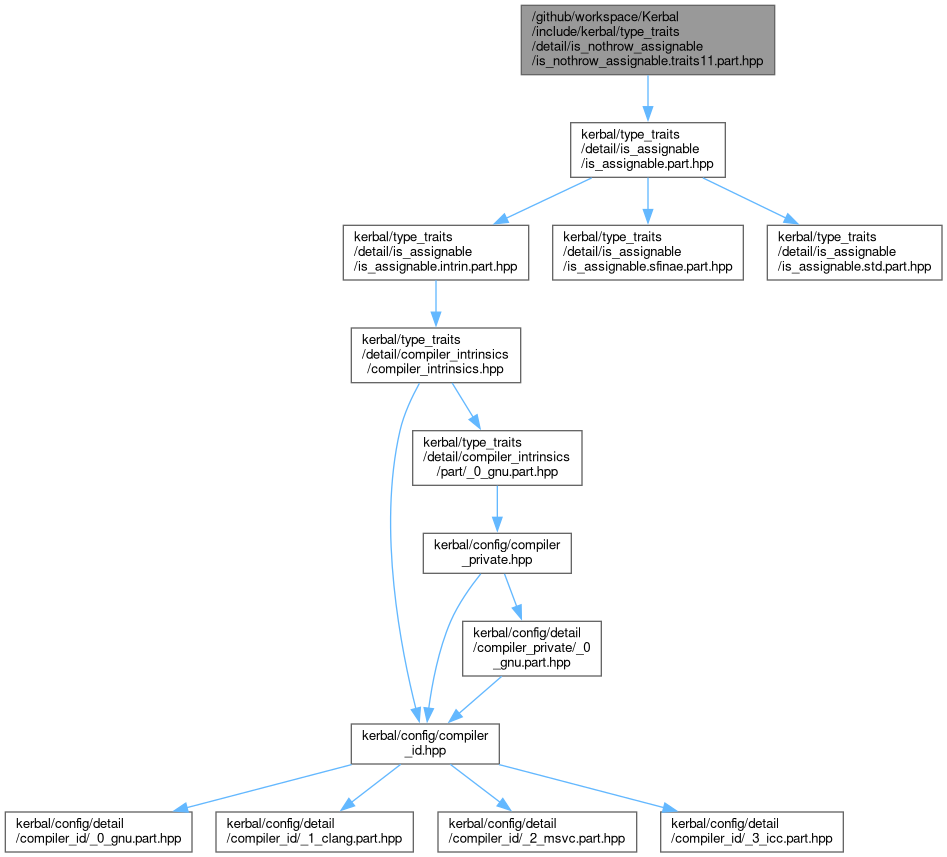 /github/workspace/Kerbal
/include/kerbal/type_traits
/detail/is_nothrow_assignable
/is_nothrow_assignable.traits11.part.hpp
kerbal/type_traits
/detail/is_assignable
/is_assignable.part.hpp
kerbal/type_traits
/detail/is_assignable
/is_assignable.intrin.part.hpp
kerbal/type_traits
/detail/is_assignable
/is_assignable.sfinae.part.hpp
kerbal/type_traits
/detail/is_assignable
/is_assignable.std.part.hpp
kerbal/type_traits
/detail/compiler_intrinsics
/compiler_intrinsics.hpp
kerbal/type_traits
/detail/compiler_intrinsics
/part/_0_gnu.part.hpp
kerbal/config/compiler
_private.hpp
kerbal/config/detail
/compiler_private/_0
_gnu.part.hpp
kerbal/config/compiler
_id.hpp
kerbal/config/detail
/compiler_id/_0_gnu.part.hpp
kerbal/config/detail
/compiler_id/_1_clang.part.hpp
kerbal/config/detail
/compiler_id/_2_msvc.part.hpp
kerbal/config/detail
/compiler_id/_3_icc.part.hpp